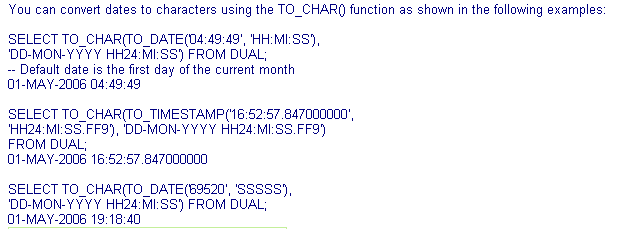 You can convert dates to characters using the TO_CHAR() function as shown in the following examples:
SELECT TO_CHAR(TO_DATE('04:49:49', 'HH:MI:SS'),
'DD-MON-YYYY HH24:MI:SS') FROM DUAL;
-- Default date is the first day of the current month
01-MAY-2006 04:49:49
SELECT TO_CHAR(TO_TIMESTAMP('16:52:57.847000000',
'HH24:MI:SS.FF9'), 'DD-MON-YYYY HH24:MI:SS.FF9')
FROM DUAL;
01-MAY-2006 16:52:57.847000000
SELECT TO_CHAR(TO_DATE('69520', 'SSSSS'),
'DD-MON-YYYY HH24:MI:SS') FROM DUAL;
01-MAY-2006 19:18:40